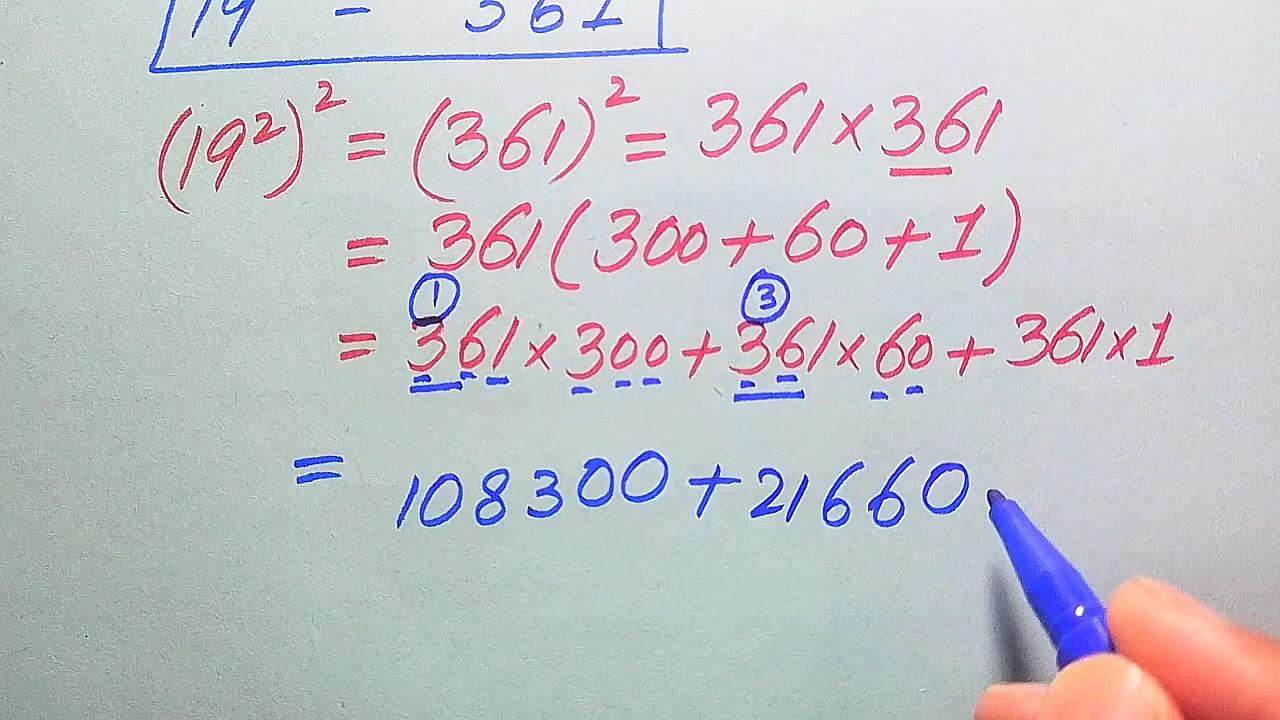 19 = 361
(19²)² = (361)² = 361 × 361
= 361(300 + 60 + 1)
① ③
= 361 × 300 + 361 × 60 + 361 × 1
= 108300 + 21660